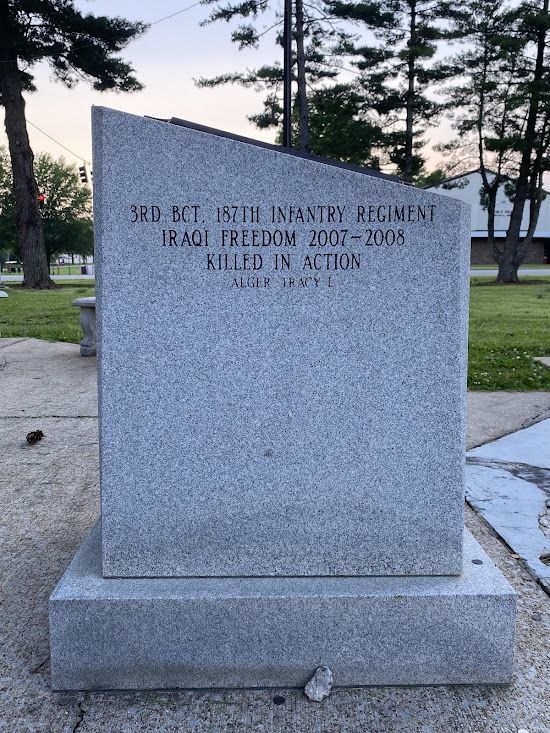 3RD BCT. 187TH INFANTRY REGIMENT
IRAQI FREEDOM 2007-2008
KILLED IN ACTION
ALGER TRACY L